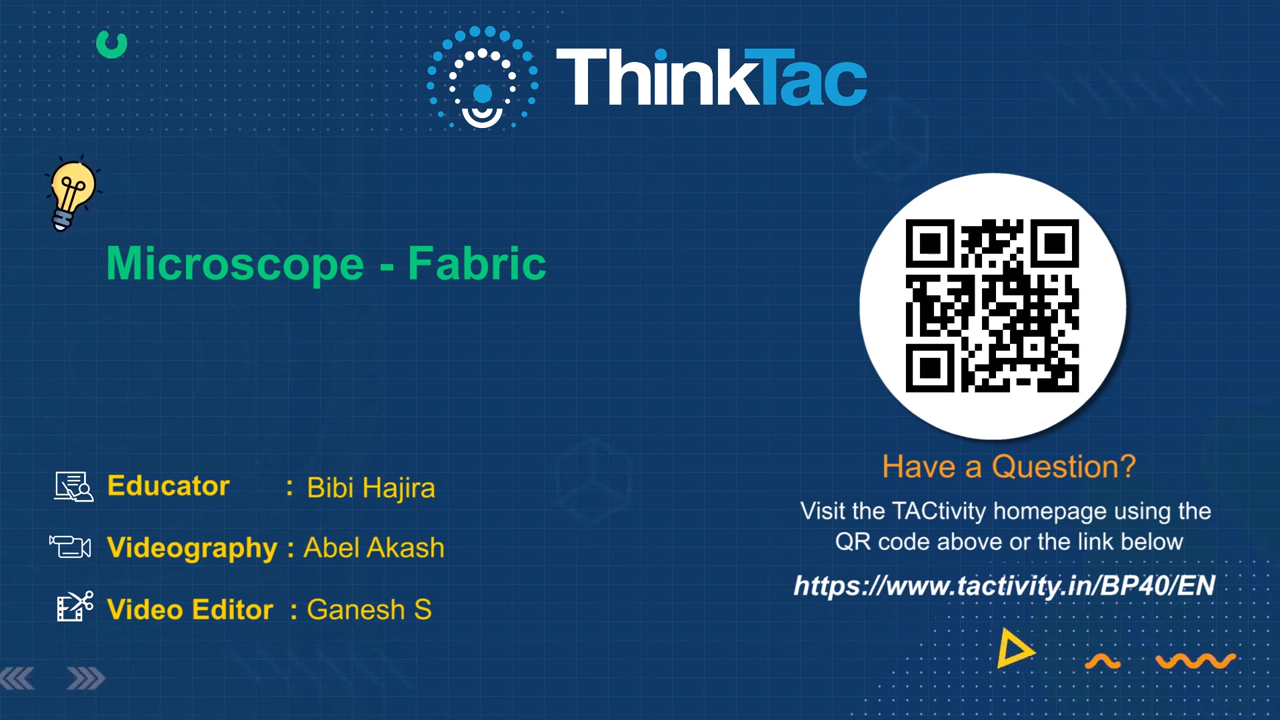 ThinkTac
Microscope - Fabric
Educator : Bibi Hajira
Videography : Abel Akash
Video Editor : Ganesh S
Have a Question?
Visit the TACtivity homepage using the
QR code above or the link below
https://www.tactivity.in/BP40/EN